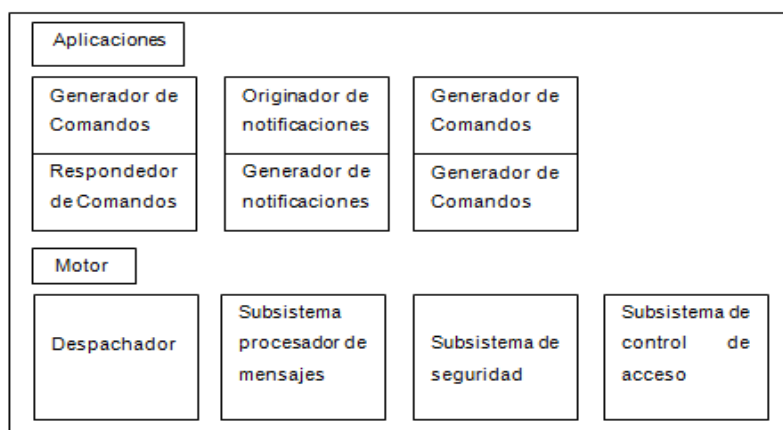 Aplicaciones
Generador de
Comandos
Originador de
notificaciones
Generador de
Comandos
Respondedor
de Comandos
Generador de
notificaciones
Generador de
Comandos
Motor
Despachador
Subsistema
procesador de
mensajes
Subsistema de
seguridad
Subsistema de
control de
acceso